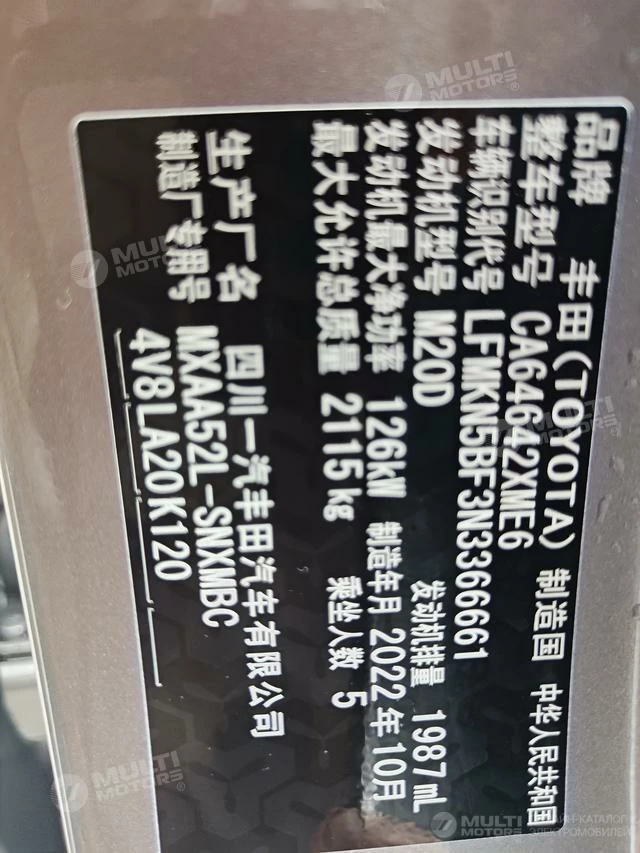 品牌 丰田(TOYOTA) 制造国 中华人民共和国
整车型号 CA64642XME6
车辆识别代号 LFMKN5BF3N3366661
发动机型号 M20D 发动机排量 1987mL
发动机最大净功率 126kW 制造年月 2022年10月
最大允许总质量 2115kg 乘坐人数 5
生产厂名 四川一汽丰田汽车有限公司
制造厂专用号 MXAA52L-SNXMBC
4V8LA20K120
MULTI MOTORS®
MULTI MOTORS®
MULTI MOTORS®
MULTI MOTORS
MULTI MOTORS
ОНЛАЙН-КАТАЛОГ
ЭЛЕКТРОМОБИЛЕЙ